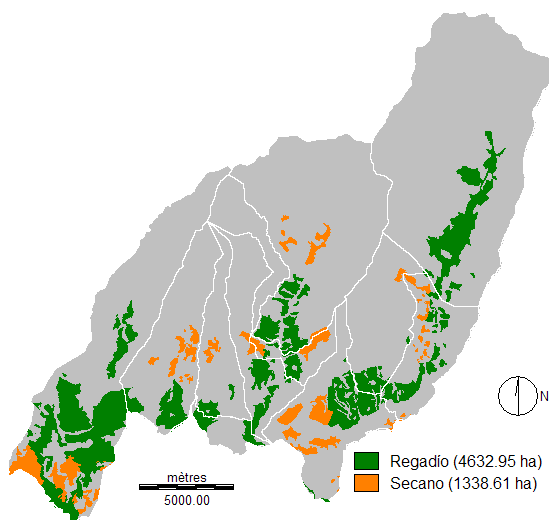 N
Regadío (4632.95 ha)
Secano (1338.61 ha)
mètres
5000.00